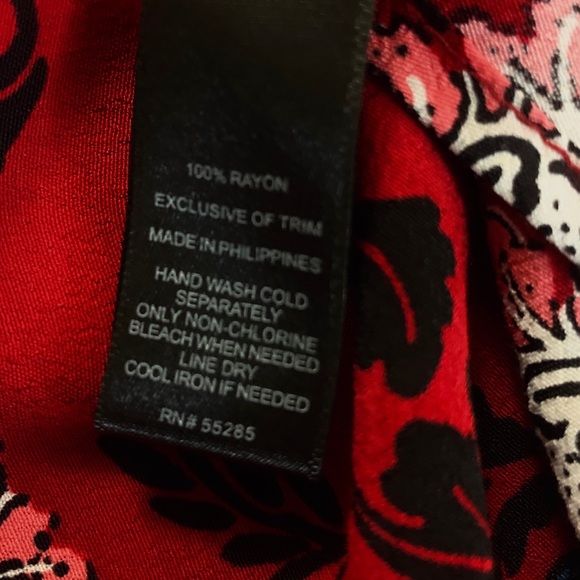 100% RAYON
EXCLUSIVE OF TRIM
MADE IN PHILIPPINES
HAND WASH COLD
SEPARATELY
ONLY NON-CHLORINE
BLEACH WHEN NEEDED
LINE DRY
COOL IRON IF NEEDED
RN# 55285